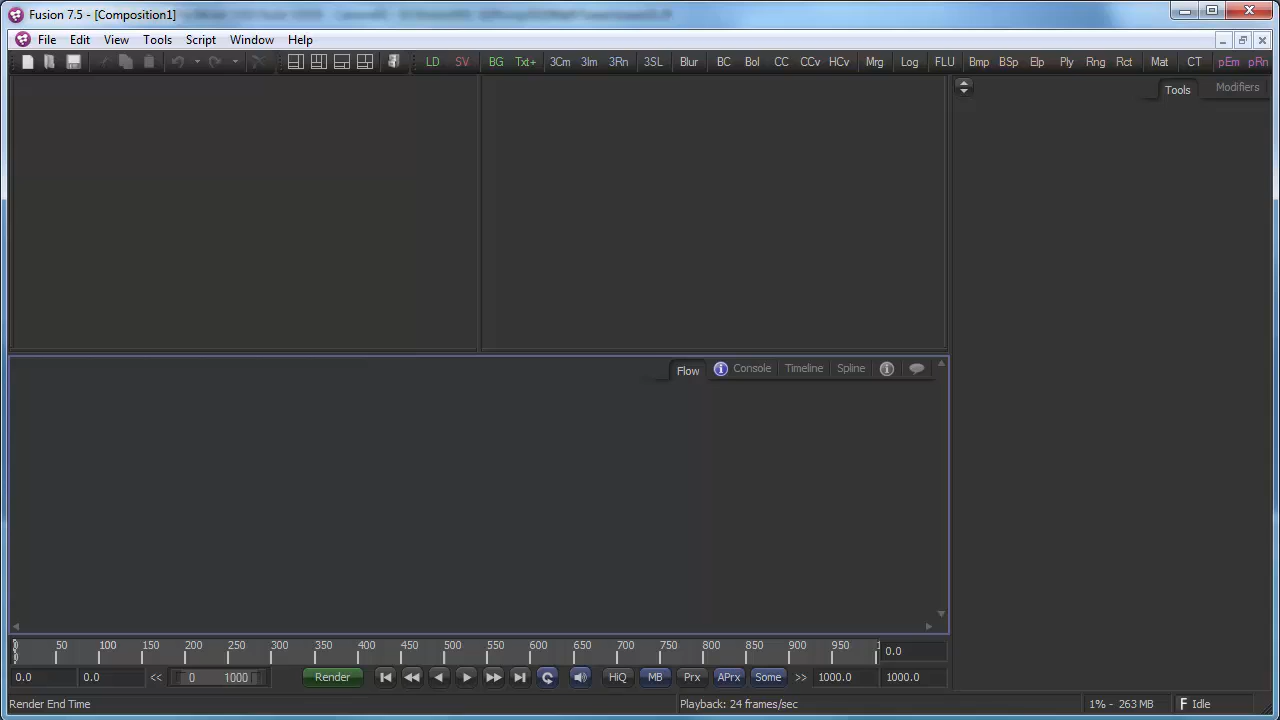 Fusion 7.5 - [Composition1]
File Edit View Tools Script Window Help
LD SV BG Txt+ 3Cm 3Im 3Rn 3SL Blur BC Bol CC CCv HCv Mrg Log FLU Bmp BSp Elp Ply Rng Rct Mat CT pEm pRn
Tools Modifiers
Flow Console Timeline Spline
0 50 100 150 200 250 300 350 400 450 500 550 600 650 700 750 800 850 900 950 1 0.0
0.0 0.0 << 0 1000 Render HiQ MB Prx APrx Some >> 1000.0 1000.0
Render End Time Playback: 24 frames/sec 1% - 263 MB F Idle